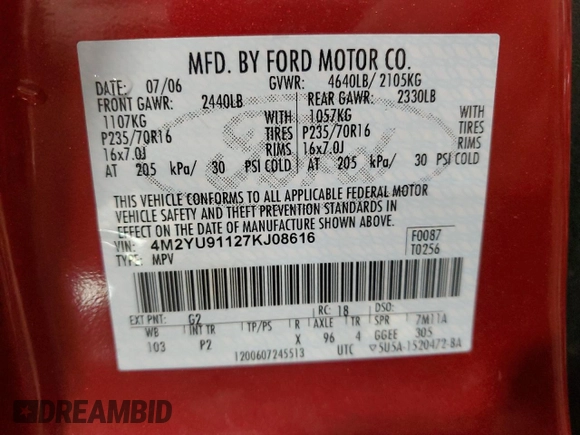 MFD. BY FORD MOTOR CO.
DATE: 07/06 GVWR: 4640LB/ 2105KG
FRONT GAWR: 2440LB REAR GAWR: 2330LB
1107KG WITH 1057KG WITH
P235/70R16 TIRES P235/70R16 TIRES
16x7.0J RIMS 16x7.0J RIMS
AT 205 kPa/ 30 PSI COLD AT 205 kPa/ 30 PSI COLD
THIS VEHICLE CONFORMS TO ALL APPLICABLE FEDERAL MOTOR
VEHICLE SAFETY AND THEFT PREVENTION STANDARDS IN
EFFECT ON THE DATE OF MANUFACTURE SHOWN ABOVE.
VIN: 4M2YU91127KJ08616 F0087
TYPE: MPV T0256
EXT PNT: G2 RC: 18 DSO:
WB INT TR TP/PS R AXLE TR SPR 7M11A
103 P2 X 96 4 GGEE 305
1200607245513 UTC 5U5A-1520472-BA
DREAMBID